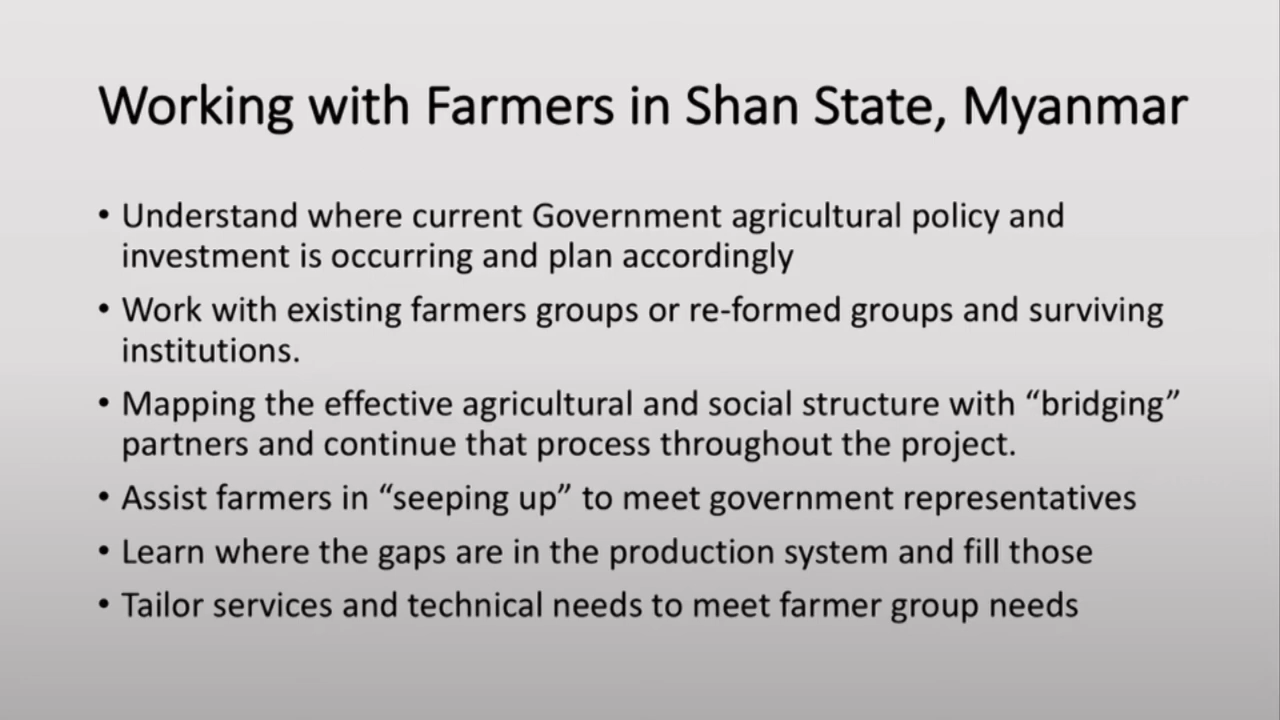 Working with Farmers in Shan State, Myanmar
• Understand where current Government agricultural policy and
investment is occurring and plan accordingly
• Work with existing farmers groups or re-formed groups and surviving
institutions.
• Mapping the effective agricultural and social structure with “bridging”
partners and continue that process throughout the project.
• Assist farmers in “seeping up” to meet government representatives
• Learn where the gaps are in the production system and fill those
• Tailor services and technical needs to meet farmer group needs